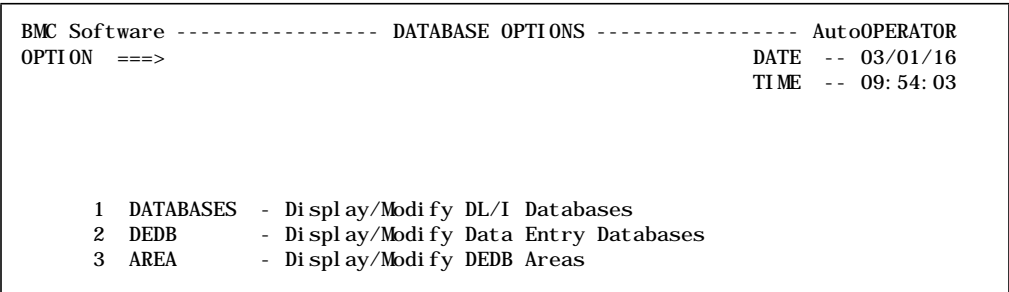 BMC Software ----------------- DATABASE OPTIONS ----------------- AutoOPERATOR
OPTION ===> DATE -- 03/01/16
TIME -- 09:54:03
1 DATABASES - Display/Modify DL/I Databases
2 DEDB - Display/Modify Data Entry Databases
3 AREA - Display/Modify DEDB Areas